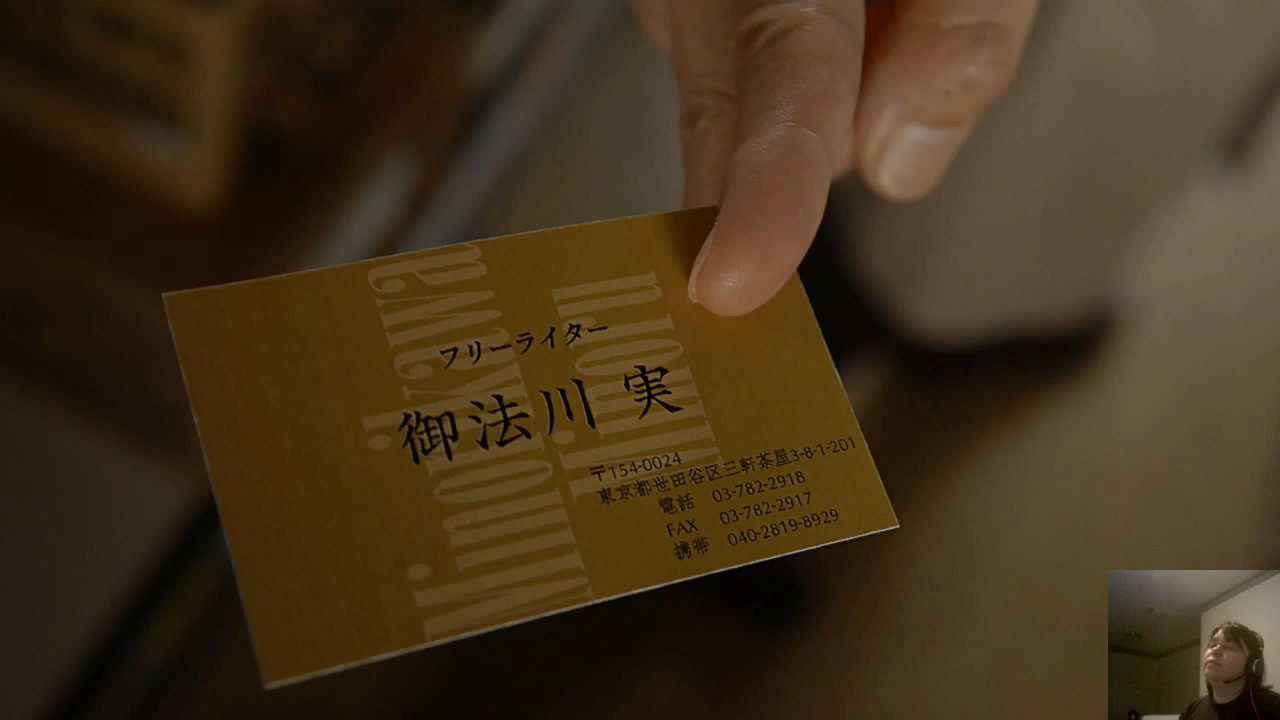 フリーライター
御法川 実
〒154-0024
東京都世田谷区三軒茶屋3-8-1-201
電話 03-782-2918
FAX 03-782-2917
携帯 040-2819-8929